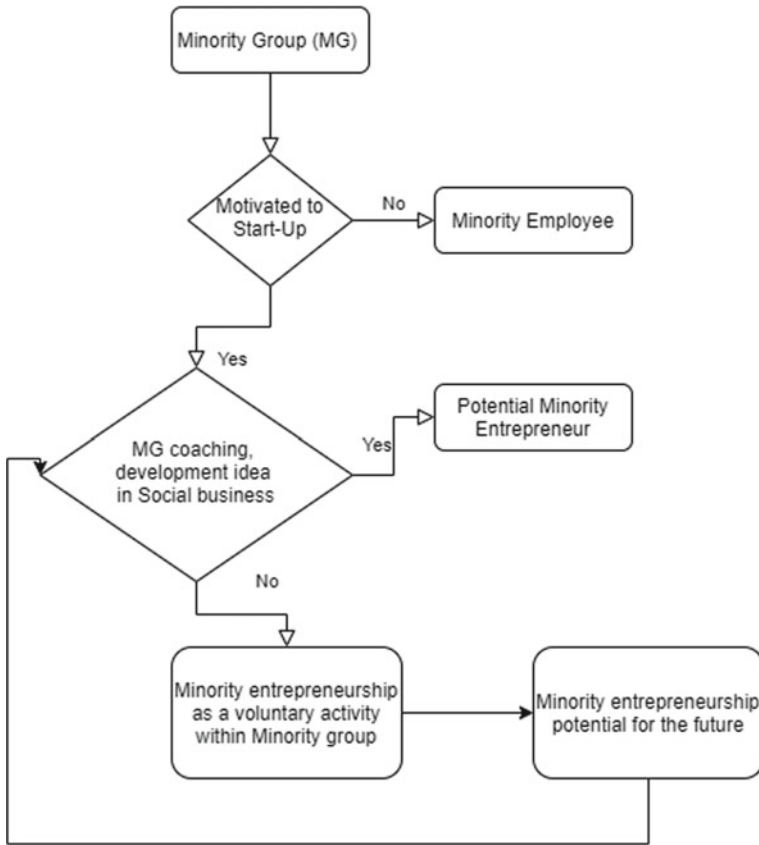 Minority Group (MG)
Motivated to
Start-Up
No
Minority Employee
Yes
MG coaching,
development idea
in Social business
Yes
Potential Minority
Entrepreneur
No
Minority entrepreneurship
as a voluntary activity
within Minority group
Minority entrepreneurship
potential for the future